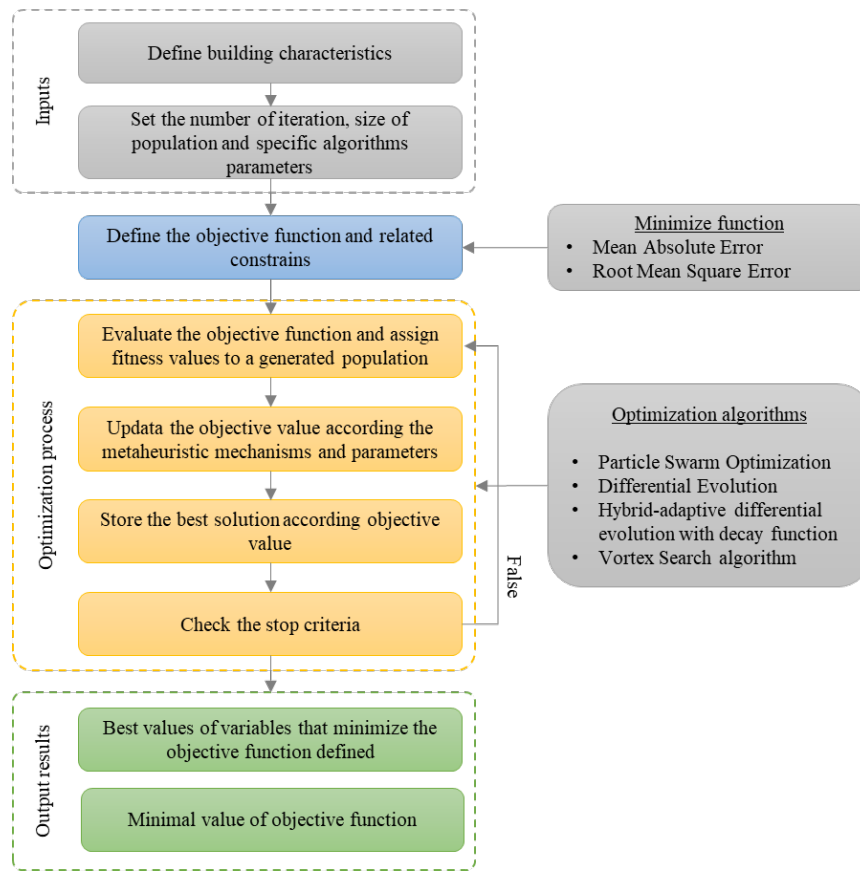 Inputs
Define building characteristics
Set the number of iteration, size of
population and specific algorithms
parameters
Define the objective function and related
constrains
Minimize function
• Mean Absolute Error
• Root Mean Square Error
Optimization process
Evaluate the objective function and assign
fitness values to a generated population
Updata the objective value according the
metaheuristic mechanisms and parameters
Store the best solution according objective
value
Check the stop criteria
False
Optimization algorithms
• Particle Swarm Optimization
• Differential Evolution
• Hybrid-adaptive differential
evolution with decay function
• Vortex Search algorithm
Output results
Best values of variables that minimize the
objective function defined
Minimal value of objective function